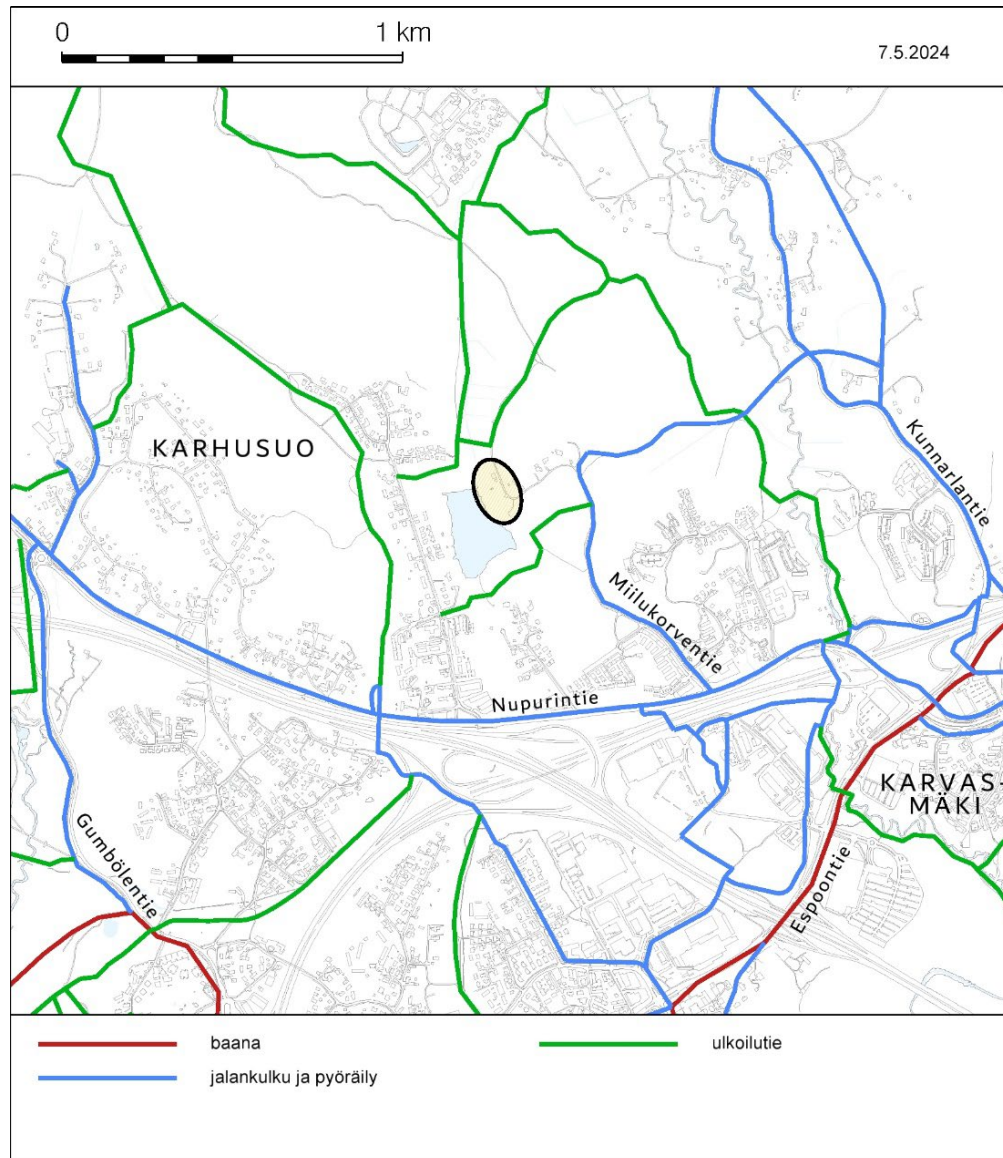 0
1 km
7.5.2024
KARHUSUO
Kunnarlantie
Miilukorventie
Nupurintie
KARVAS-
MÄKI
Gumbölentie
Espoontie
baana
ulkoilutie
jalankulku ja pyöräily